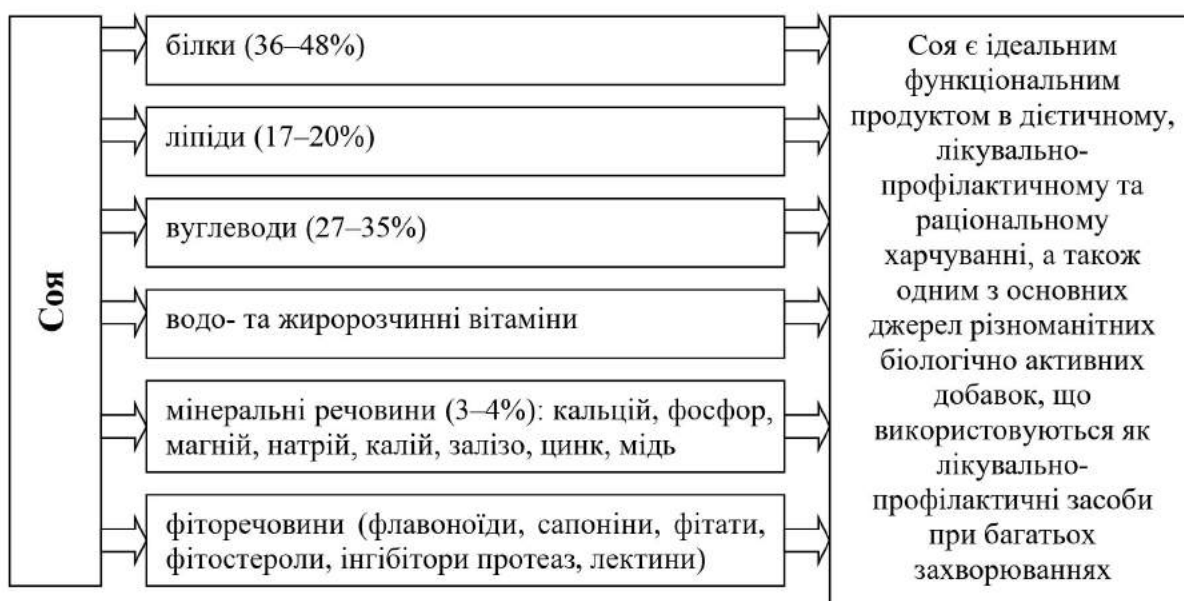 Соя
білки (36–48%)
ліпіди (17–20%)
вуглеводи (27–35%)
водо- та жиророзчинні вітаміни
мінеральні речовини (3–4%): кальцій, фосфор,
магній, натрій, калій, залізо, цинк, мідь
фіторечовини (флавоноїди, сапоніни, фітати,
фітостероли, інгібітори протеаз, лектини)
Соя є ідеальним
функціональним
продуктом в дієтичному,
лікувально-
профілактичному та
раціональному
харчуванні, а також
одним з основних
джерел різноманітних
біологічно активних
добавок, що
використовуються як
лікувально-
профілактичні засоби
при багатьох
захворюваннях